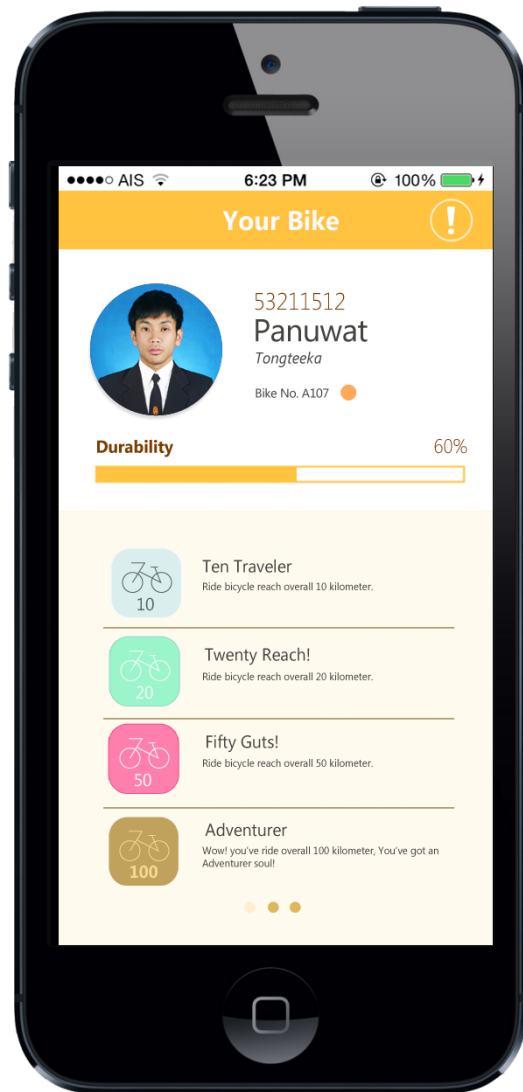 AIS 6:23 PM 100%
Your Bike
!
53211512
Panuwat
Tongteeka
Bike No. A107
Durability 60%
10
Ten Traveler
Ride bicycle reach overall 10 kilometer.
20
Twenty Reach!
Ride bicycle reach overall 20 kilometer.
50
Fifty Guts!
Ride bicycle reach overall 50 kilometer.
100
Adventurer
Wow! you've ride overall 100 kilometer, You've got an
Adventurer soul!